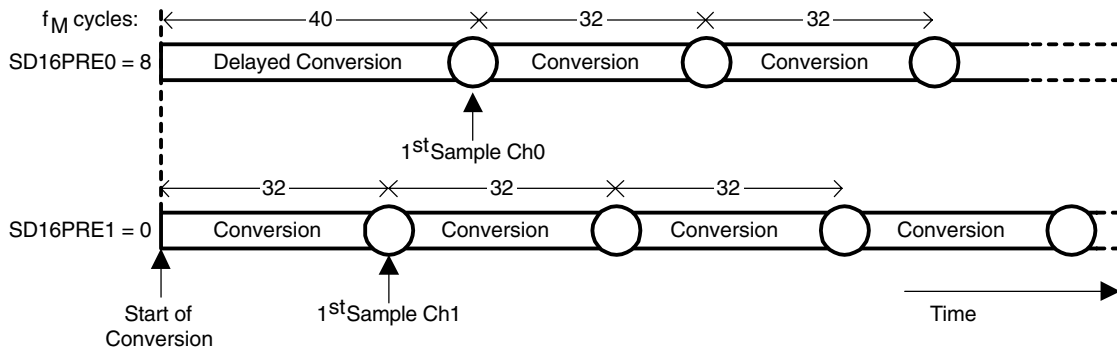 f_M cycles:
40
32
32
SD16PRE0 = 8
Delayed Conversion
Conversion
Conversion
1st Sample Ch0
32
32
32
SD16PRE1 = 0
Conversion
Conversion
Conversion
Conversion
Start of
Conversion
1st Sample Ch1
Time